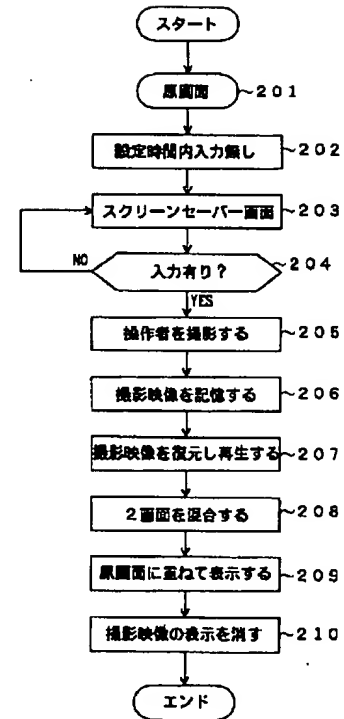 スタート
原画面 ~201
設定時間内入力無し ~202
スクリーンセーバー画面 ~203
NO
入力有り? ~204
YES
操作者を撮影する ~205
撮影映像を記憶する ~206
撮影映像を復元し再生する ~207
2画面を混合する ~208
原画面に重ねて表示する ~209
撮影映像の表示を消す ~210
エンド